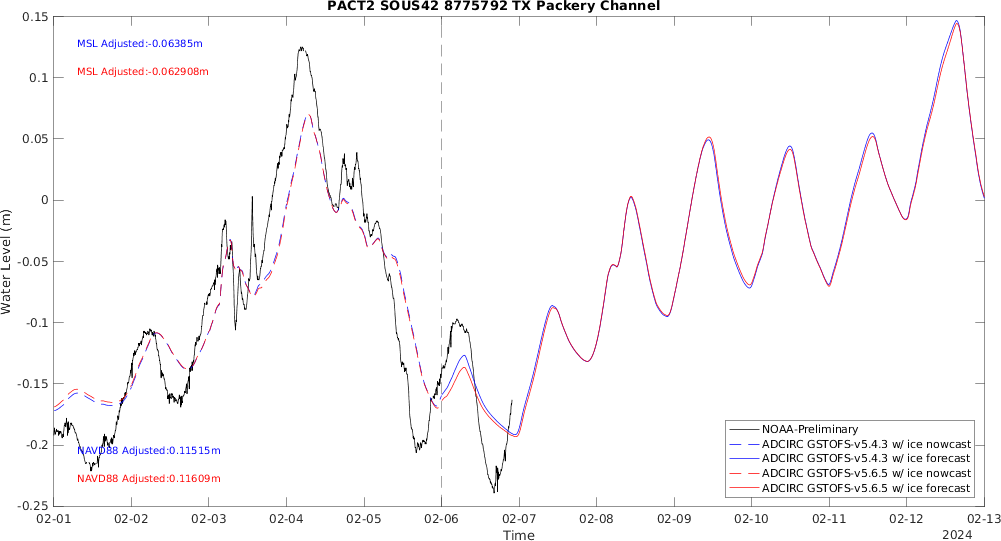 PACT2 SOUS42 8775792 TX Packery Channel
0.15
0.1
0.05
0
-0.05
-0.1
-0.15
-0.2
-0.25
Water Level (m)
MSL Adjusted:-0.06385m
MSL Adjusted:-0.062908m
NAVD88 Adjusted:0.11515m
NAVD88 Adjusted:0.11609m
NOAA-Preliminary
ADCIRC GSTOFS-v5.4.3 w/ ice nowcast
ADCIRC GSTOFS-v5.4.3 w/ ice forecast
ADCIRC GSTOFS-v5.6.5 w/ ice nowcast
ADCIRC GSTOFS-v5.6.5 w/ ice forecast
02-01 02-02 02-03 02-04 02-05 02-06 02-07 02-08 02-09 02-10 02-11 02-12 02-13
Time
2024